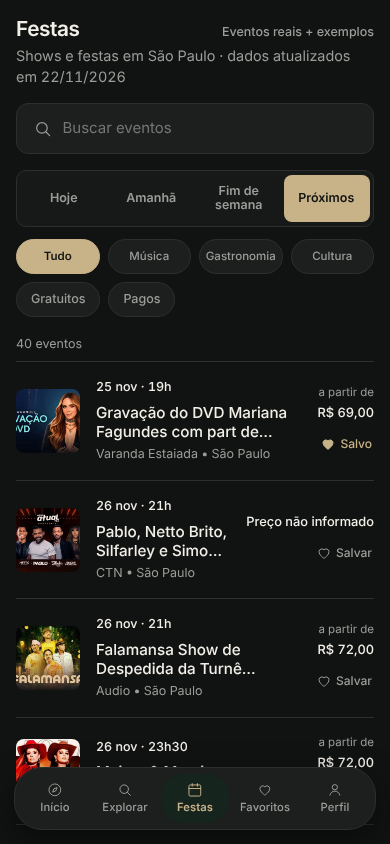 Festas
Eventos reais + exemplos
Shows e festas em São Paulo · dados atualizados
em 22/11/2026
Buscar eventos
Hoje
Amanhã
Fim de
semana
Próximos
Tudo
Música
Gastronomia
Cultura
Gratuitos
Pagos
40 eventos
VAÇÃO
OVD
25 nov · 19h
Gravação do DVD Mariana
Fagundes com part de...
Varanda Estaiada • São Paulo
a partir de
R$ 69,00
Salvo
atual
PABLO
26 nov · 21h
Pablo, Netto Brito,
Silfarley e Simo...
CTN • São Paulo
Preço não informado
Salvar
FALAMANSA
26 nov · 21h
Falamansa Show de
Despedida da Turnê...
Audio • São Paulo
a partir de
R$ 72,00
Salvar
26 nov · 23h30
a partir de
R$ 72,00
Início
Explorar
Festas
Favoritos
Perfil